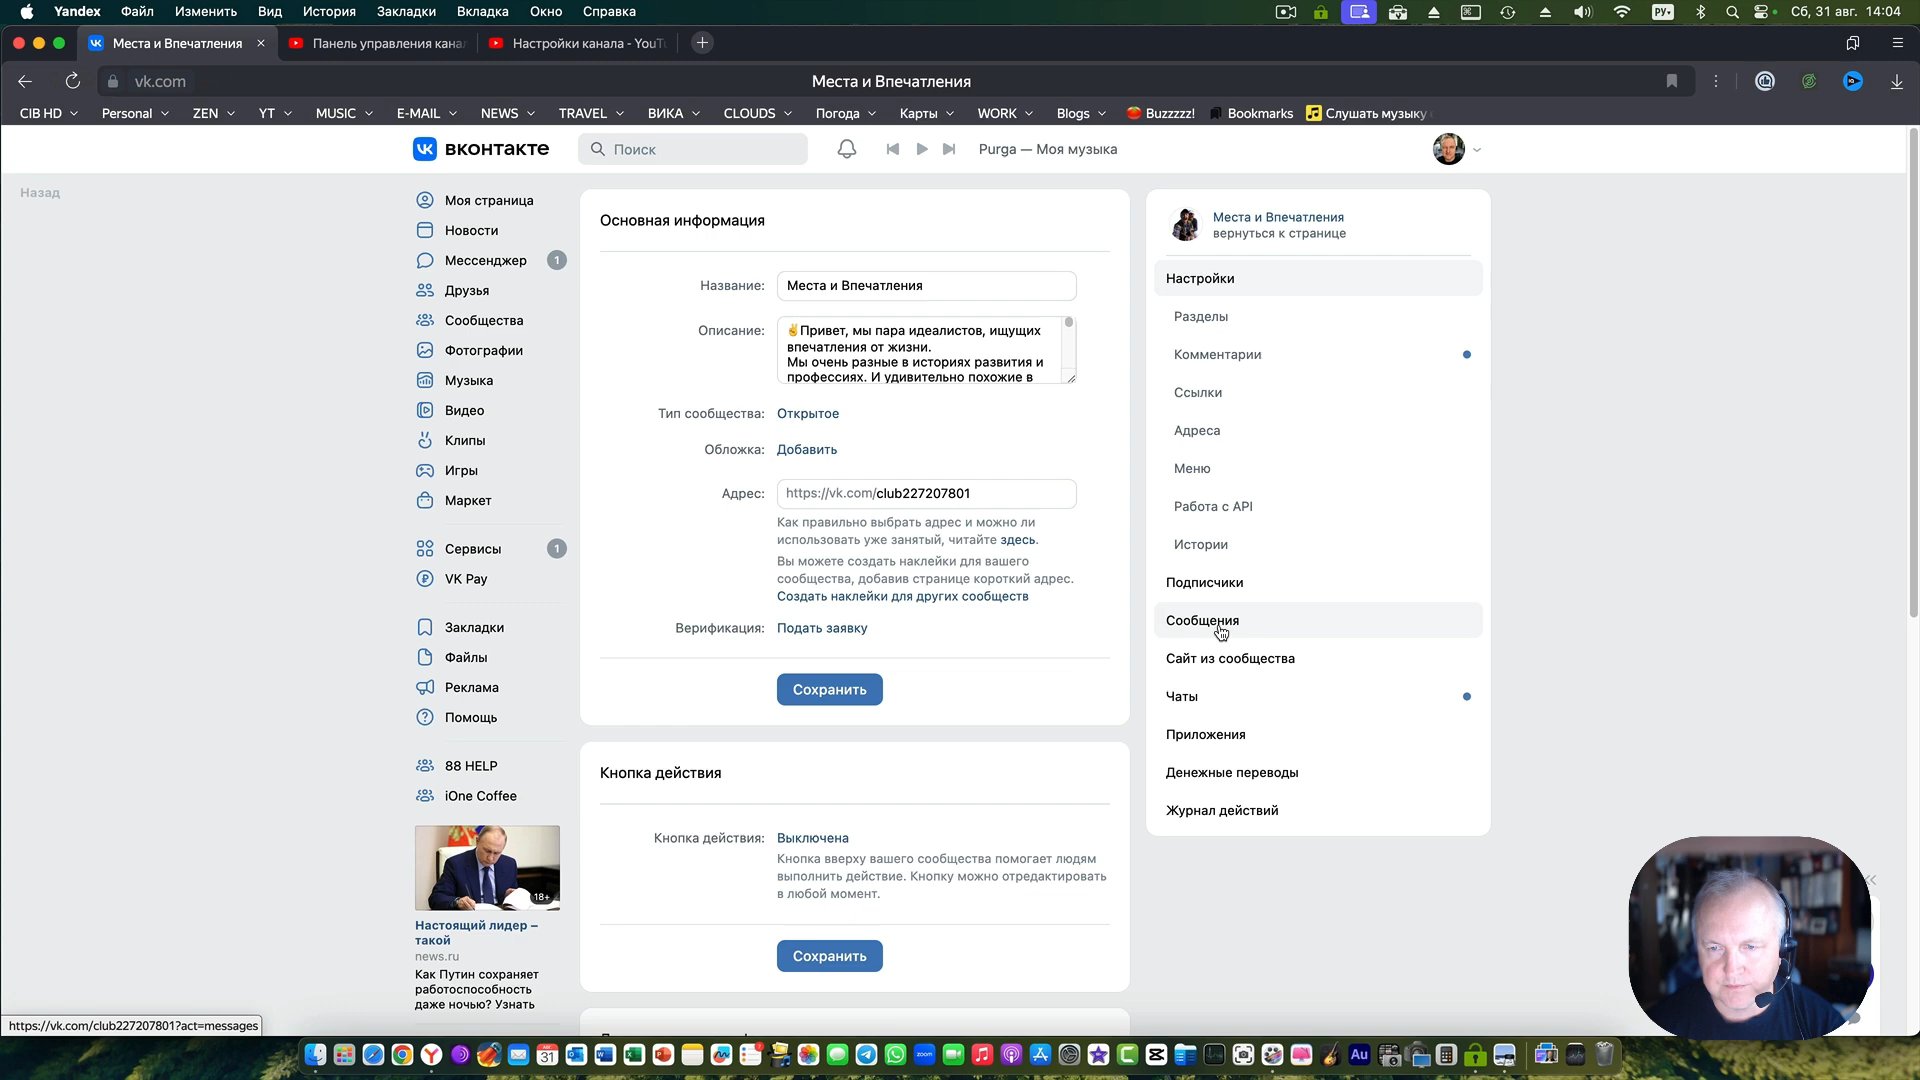 Yandex Файл Изменить Вид История Закладки Вкладка Окно Справка
РУ
Сб, 31 авг. 14:04
Места и Впечатления
Панель управления канал
Настройки канала - YouTu
vk.com
Места и Впечатления
CIB HD Personal ZEN YT MUSIC E-MAIL NEWS TRAVEL ВИКА CLOUDS Погода Карты WORK Blogs Buzzzzz! Bookmarks Слушать музыку
вконтакте
Поиск
Purga — Моя музыка
Назад
Моя страница
Новости
Мессенджер 1
Друзья
Сообщества
Фотографии
Музыка
Видео
Клипы
Игры
Маркет
Сервисы 1
VK Pay
Закладки
Файлы
Реклама
Помощь
88 HELP
iOne Coffee
18+
Настоящий лидер –
такой
news.ru
Как Путин сохраняет
работоспособность
даже ночью? Узнать
Основная информация
Название: Места и Впечатления
Описание: ✌Привет, мы пара идеалистов, ищущих
впечатления от жизни.
Мы очень разные в историях развития и
профессиях. И удивительно похожие в
Тип сообщества: Открытое
Обложка: Добавить
Адрес: https://vk.com/club227207801
Как правильно выбрать адрес и можно ли
использовать уже занятый, читайте здесь.
Вы можете создать наклейки для вашего
сообщества, добавив странице короткий адрес.
Создать наклейки для других сообществ
Верификация: Подать заявку
Сохранить
Кнопка действия
Кнопка действия: Выключена
Кнопка вверху вашего сообщества помогает людям
выполнить действие. Кнопку можно отредактировать
в любой момент.
Сохранить
Места и Впечатления
вернуться к странице
Настройки
Разделы
Комментарии
Ссылки
Адреса
Меню
Работа с API
Истории
Подписчики
Сообщения
Сайт из сообщества
Чаты
Приложения
Денежные переводы
Журнал действий
https://vk.com/club227207801?act=messages
31
zoom
Au